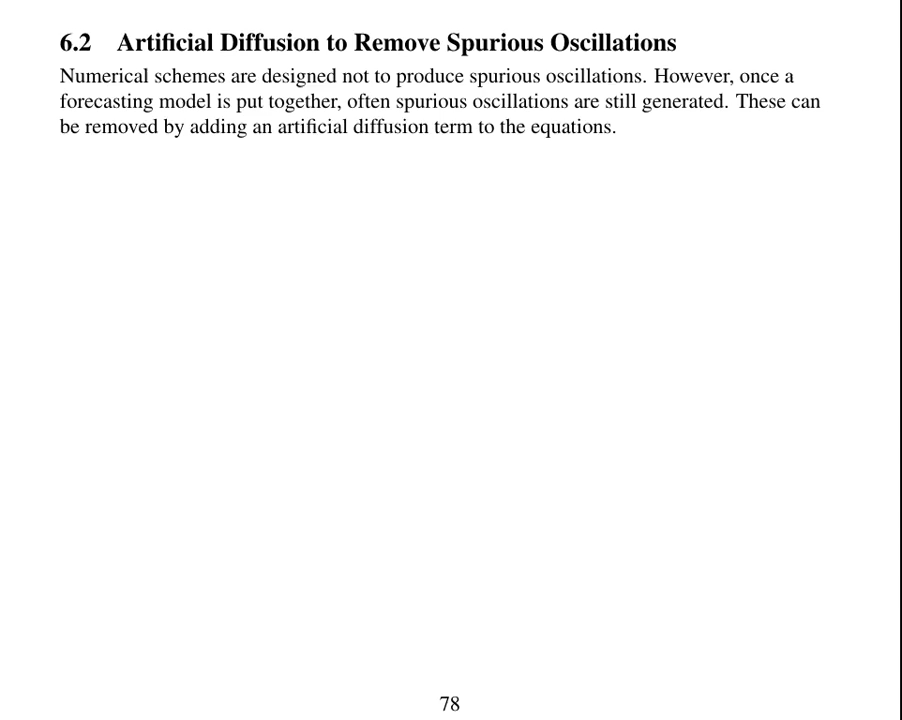 6.2 Artificial Diffusion to Remove Spurious Oscillations
Numerical schemes are designed not to produce spurious oscillations. However, once a
forecasting model is put together, often spurious oscillations are still generated. These can
be removed by adding an artificial diffusion term to the equations.
78